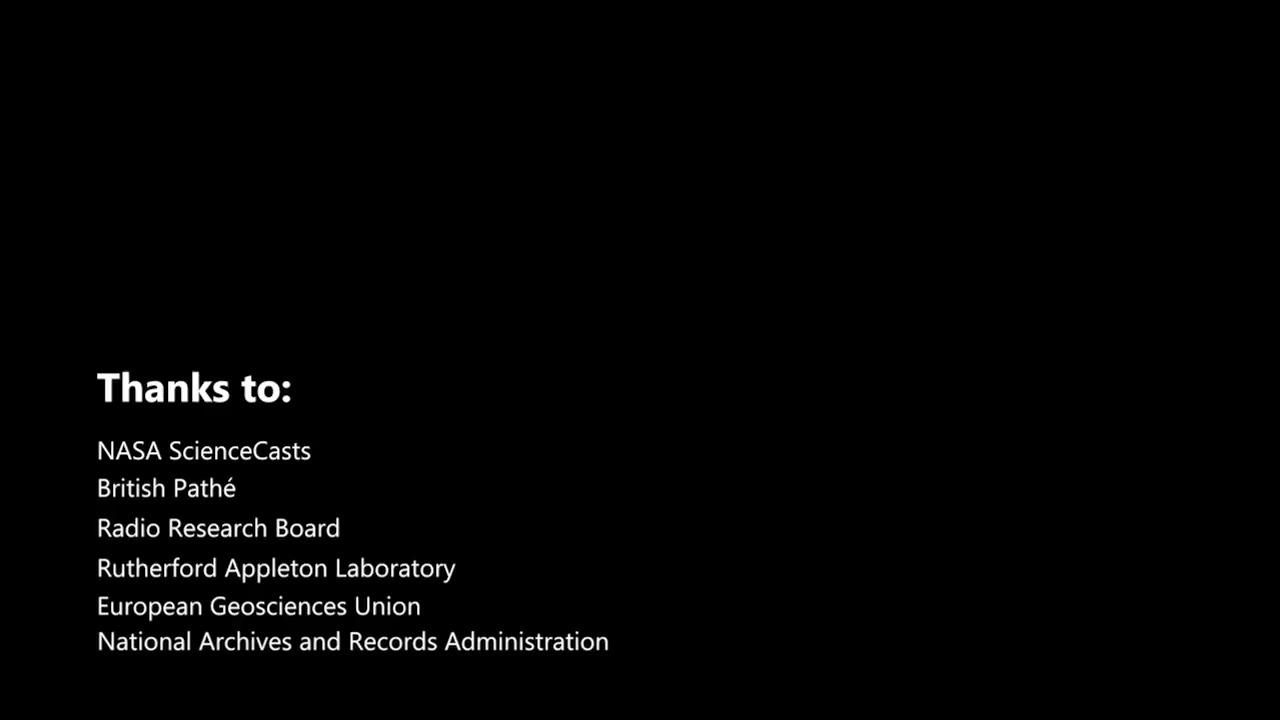 Thanks to:
NASA ScienceCasts
British Pathé
Radio Research Board
Rutherford Appleton Laboratory
European Geosciences Union
National Archives and Records Administration